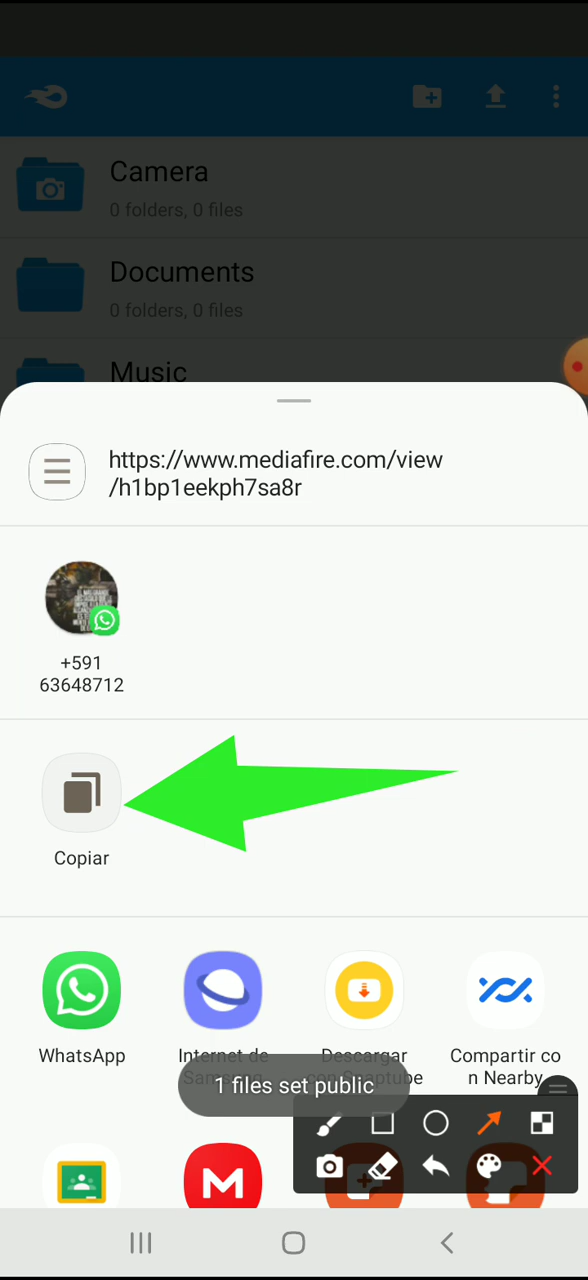 Camera
0 folders, 0 files
Documents
0 folders, 0 files
Music
https://www.mediafire.com/view
/h1bp1eekph7sa8r
+591
63648712
Copiar
WhatsApp
Internet de
Samsung
Descargar
con Snaptube
Compartir co
n Nearby
1 files set public